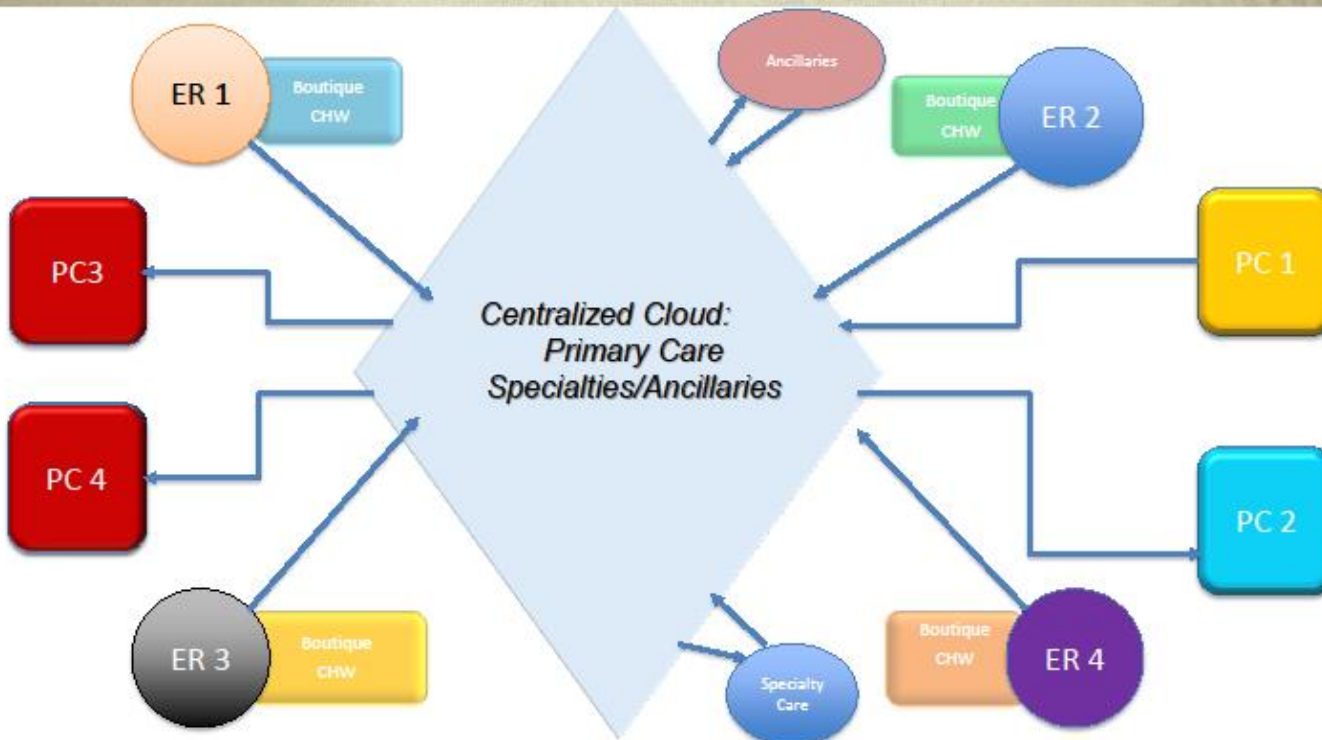 ER 1
Boutique
CHW
Ancillaries
Boutique
CHW
ER 2
PC3
PC 1
Centralized Cloud:
Primary Care
Specialties/Ancillaries
PC 4
PC 2
ER 3
Boutique
CHW
Specialty
Care
Boutique
CHW
ER 4